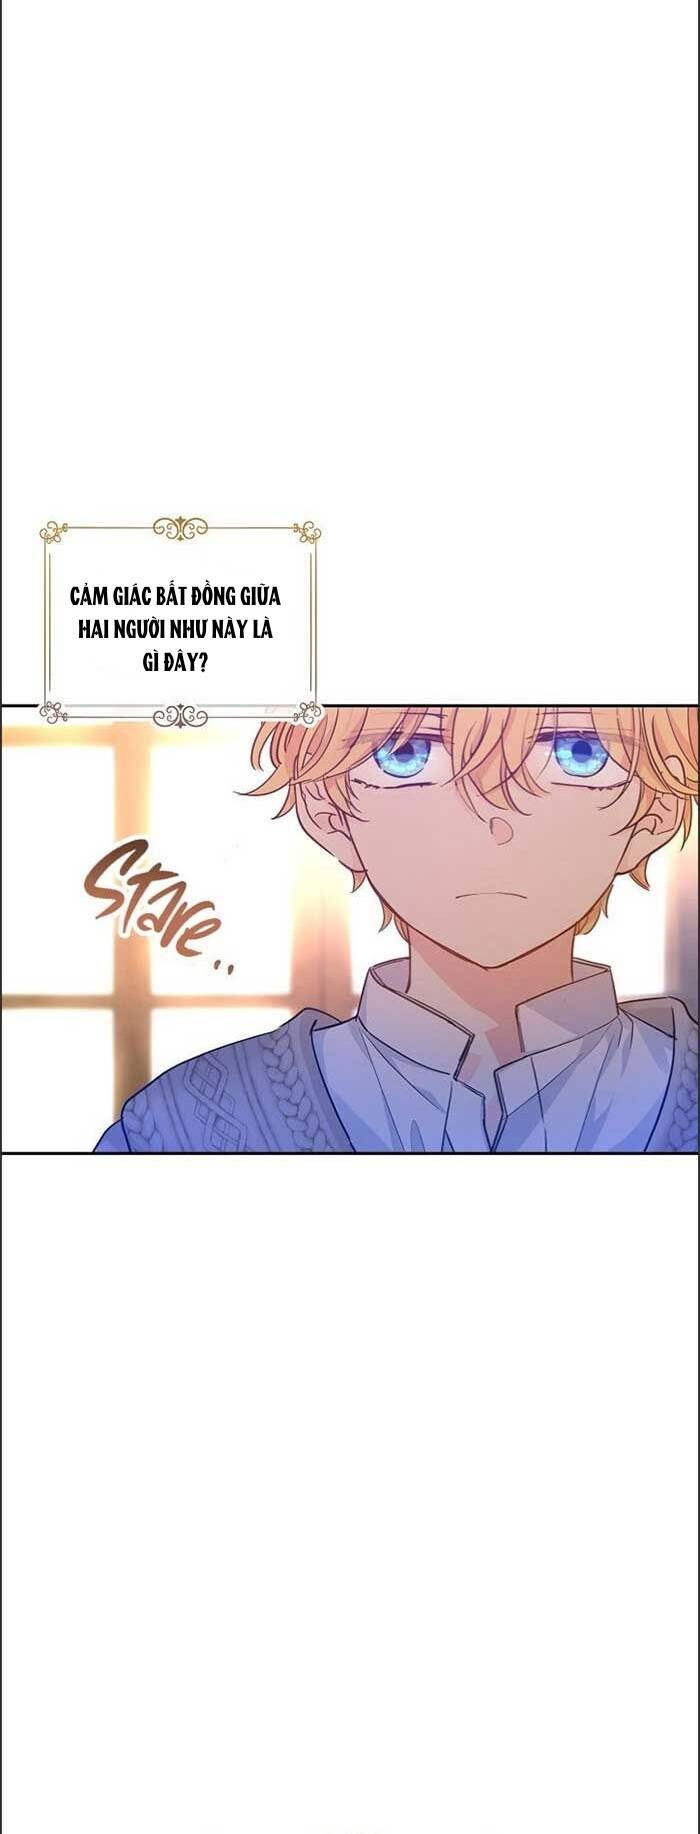 CẢM GIÁC BẤT ĐỒNG GIỮA
HAI NGƯỜI NHƯ NÀY LÀ
GÌ ĐÂY?
Stare..